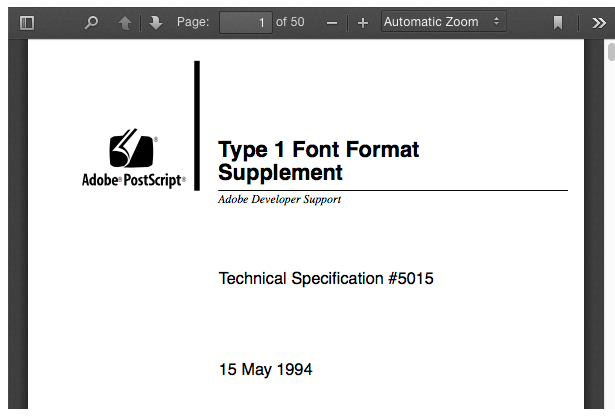 Page: 1 of 50 Automatic Zoom
Adobe® PostScript®
Type 1 Font Format
Supplement
Adobe Developer Support
Technical Specification #5015
15 May 1994